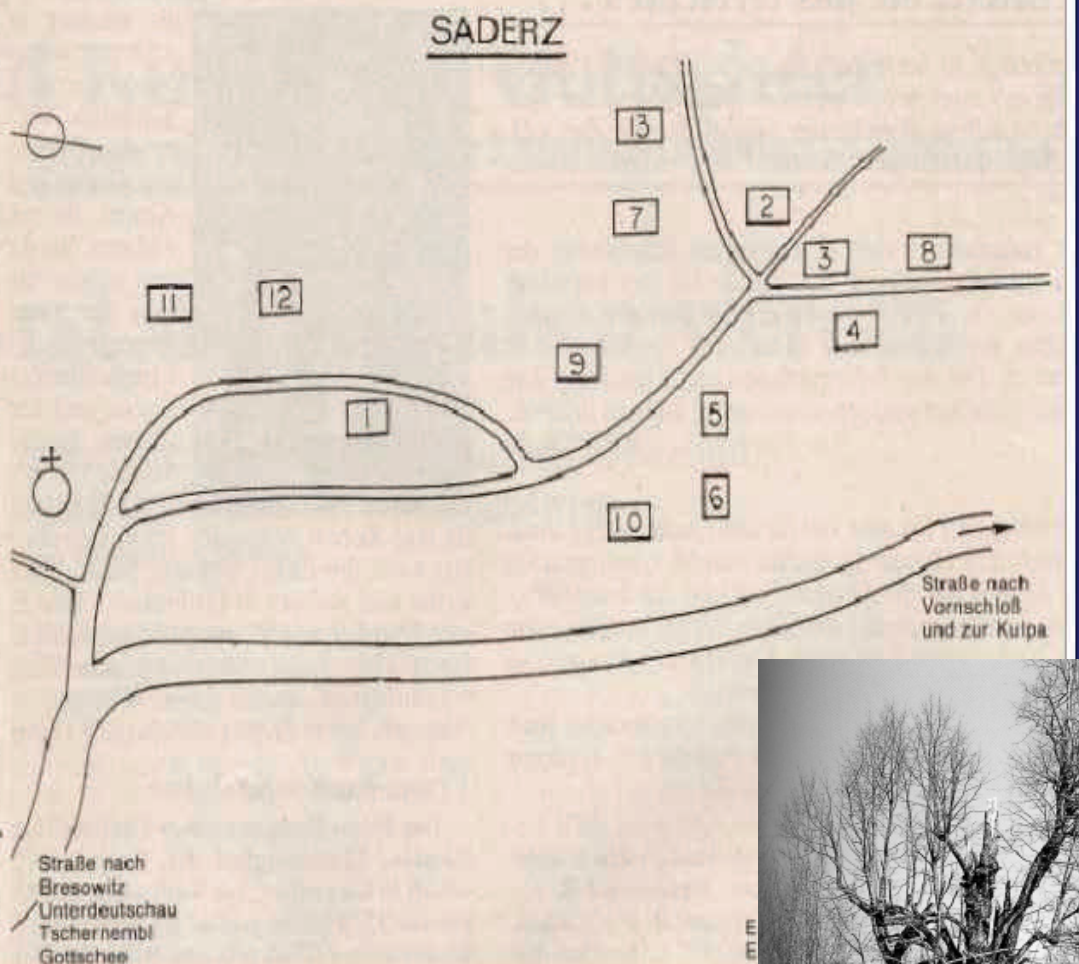 SADERZ
13
7
2
3
8
4
11
12
9
1
5
6
10
Straße nach
Vornschloß
und zur Kulpa
Straße nach
Bresowitz
Unterdeutschau
Tschernembl
Gottschee
E
E